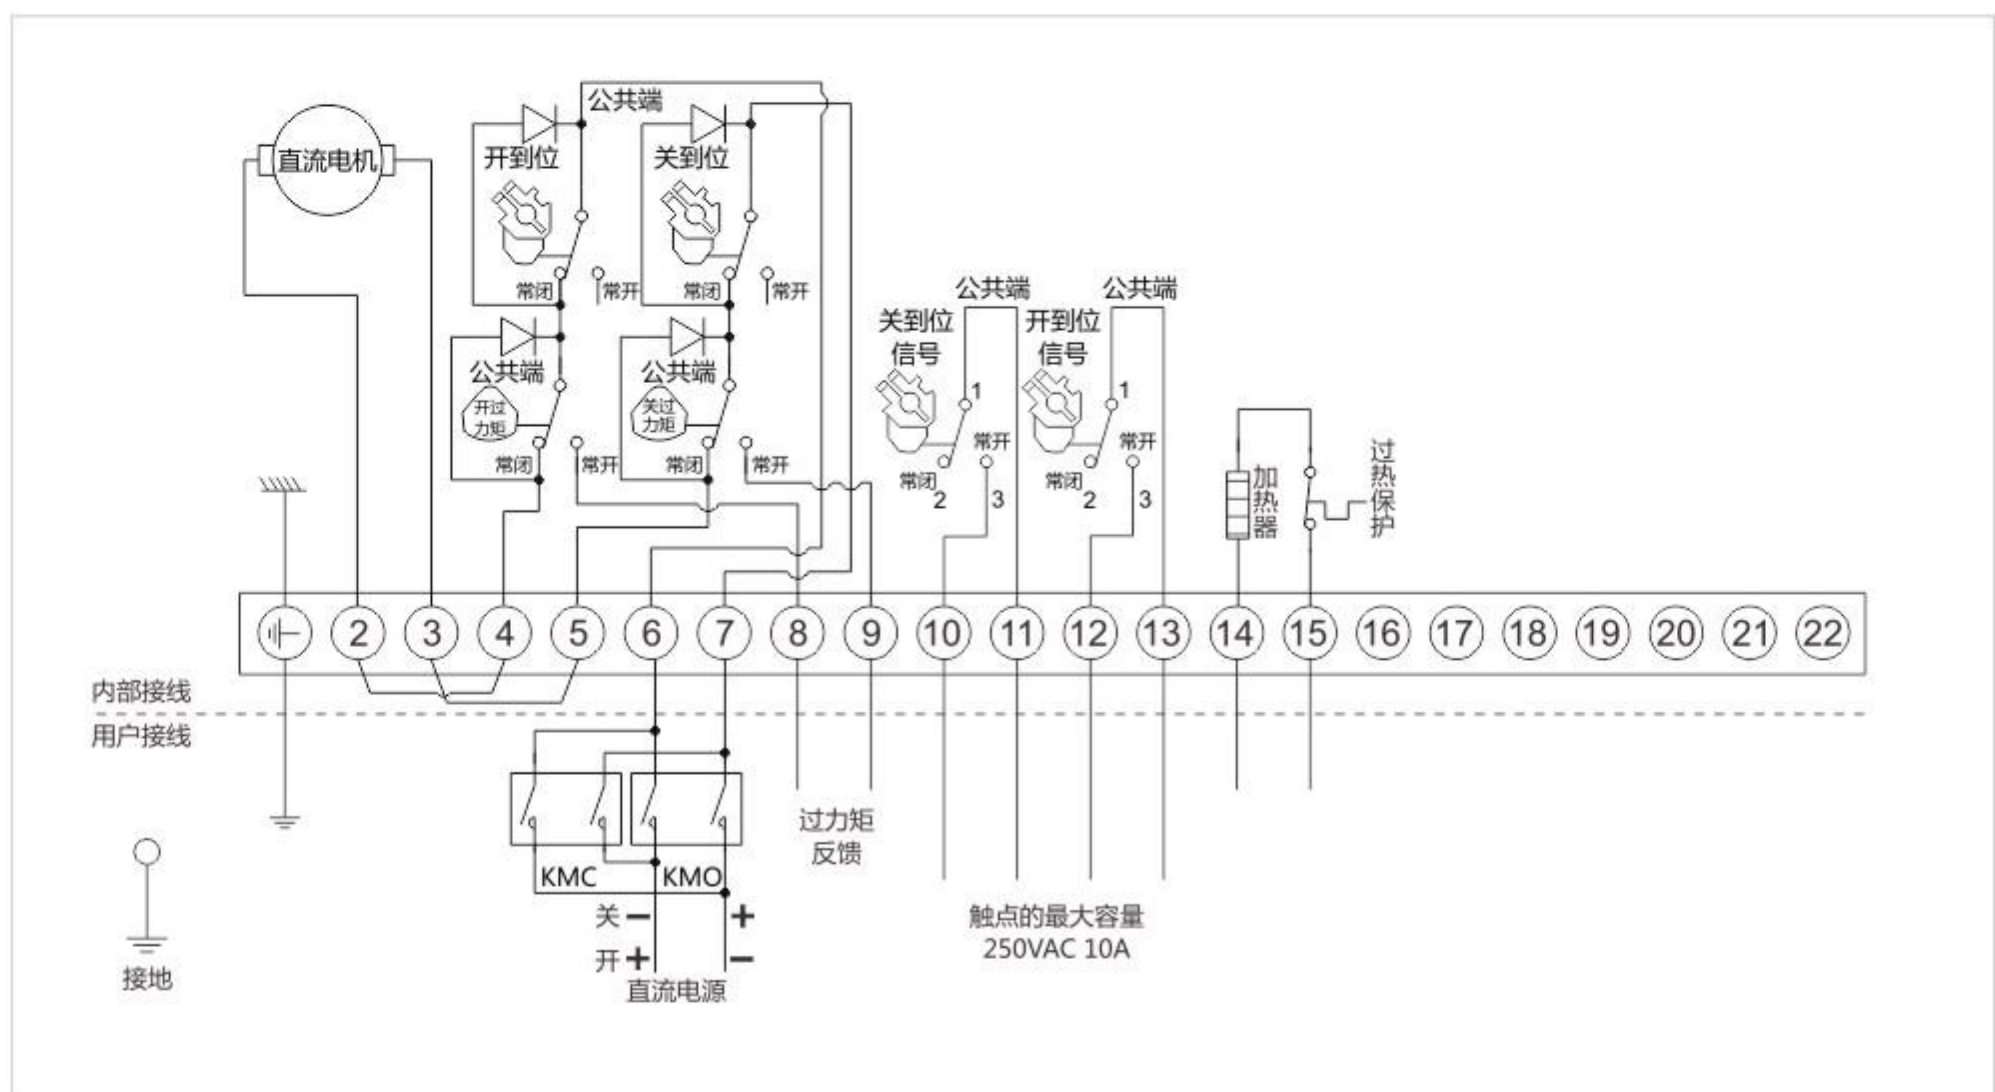 公共端
直流电机
开到位
关到位
常闭
常开
常闭
常开
公共端
公共端
开过
力矩
关过
力矩
常闭
常开
常闭
常开
公共端
公共端
关到位
信号
开到位
信号
1
1
常开
常开
常闭
2
3
常闭
2
3
加热器
过热保护
2 3 4 5 6 7 8 9 10 11 12 13 14 15 16 17 18 19 20 21 22
内部接线
用户接线
KMC
KMO
过力矩
反馈
关 − +
开 + −
直流电源
触点的最大容量
250VAC 10A
接地